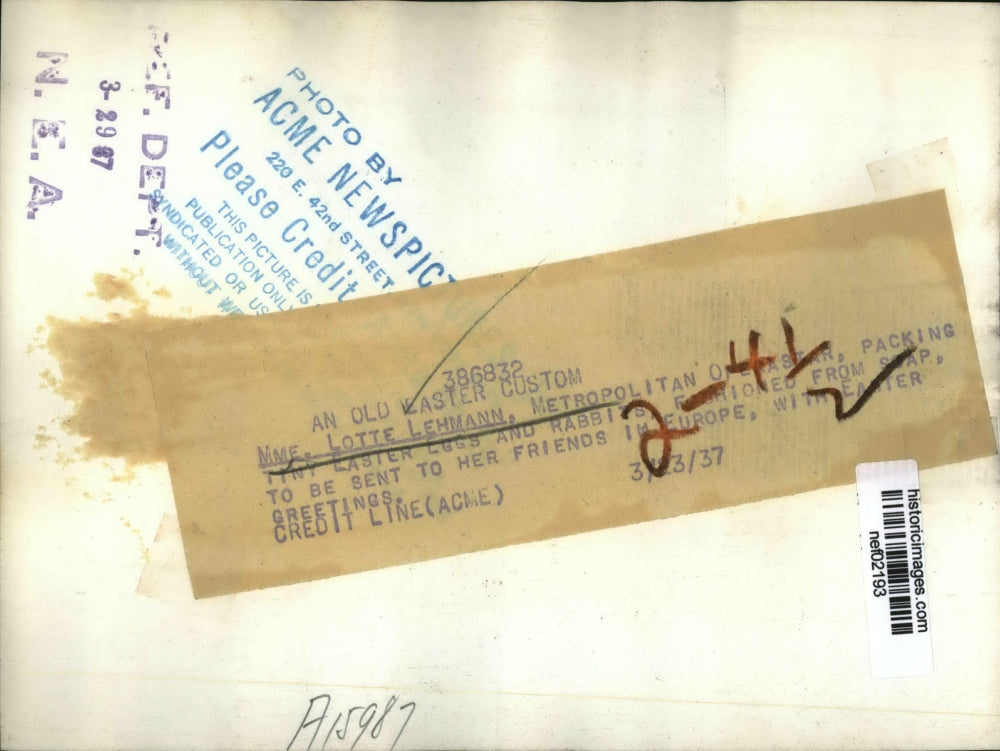 REF. DEPT.
3-29 37
N. E. A.
PHOTO BY
ACME NEWSPICTURES
220 E. 42nd STREET
Please Credit
THIS PICTURE IS
PUBLICATION ONLY
SYNDICATED OR US
WITHOUT
386832
AN OLD EASTER CUSTOM
MME. LOTTE LEHMANN, METROPOLITAN OPERA STAR, PACKING
TINY EASTER EGGS AND RABBITS, FASHIONED FROM SOAP,
TO BE SENT TO HER FRIENDS IN EUROPE, WITH EASTER
GREETINGS.
CREDIT LINE(ACME) 3/23/37
2-4½
historicimages.com
nef02193
A15987